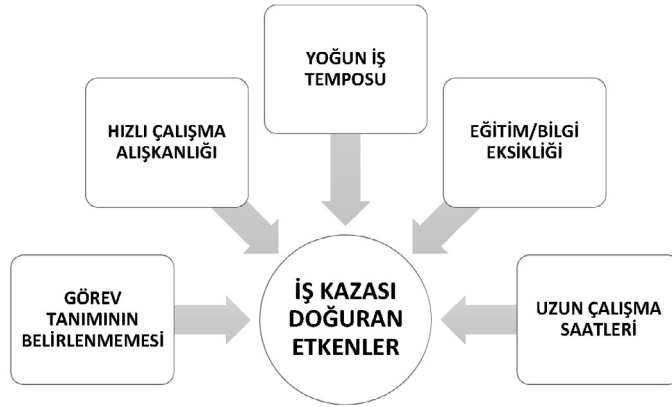 YOĞUN İŞ
TEMPOSU
HIZLI ÇALIŞMA
ALIŞKANLIĞI
EĞİTİM/BİLGİ
EKSİKLİĞİ
GÖREV
TANIMININ
BELİRLENMEMESİ
İŞ KAZASI
DOĞURAN
ETKENLER
UZUN ÇALIŞMA
SAATLERİ